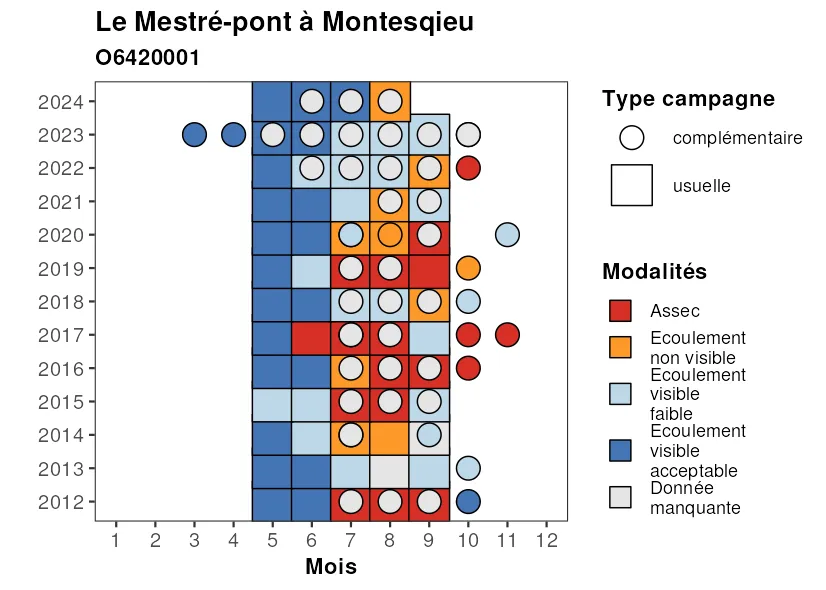 Le Mestré-pont à Montesqieu
O6420001
2024
2023
2022
2021
2020
2019
2018
2017
2016
2015
2014
2013
2012
1 2 3 4 5 6 7 8 9 10 11 12
Mois
Type campagne
complémentaire
usuelle
Modalités
Assec
Ecoulement
non visible
Ecoulement
visible
faible
Ecoulement
visible
acceptable
Donnée
manquante